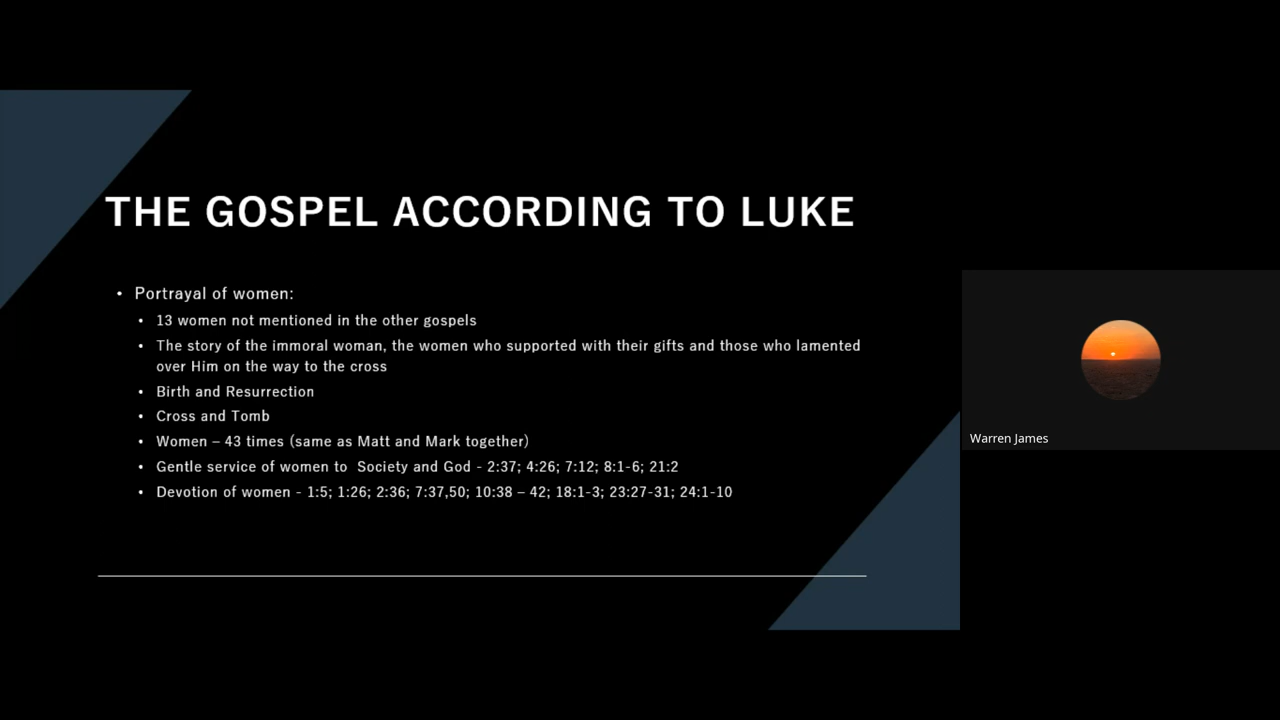 THE GOSPEL ACCORDING TO LUKE
• Portrayal of women:
• 13 women not mentioned in the other gospels
• The story of the immoral woman, the women who supported with their gifts and those who lamented
over Him on the way to the cross
• Birth and Resurrection
• Cross and Tomb
• Women – 43 times (same as Matt and Mark together)
• Gentle service of women to  Society and God - 2:37; 4:26; 7:12; 8:1-6; 21:2
• Devotion of women - 1:5; 1:26; 2:36; 7:37,50; 10:38 – 42; 18:1-3; 23:27-31; 24:1-10
Warren James